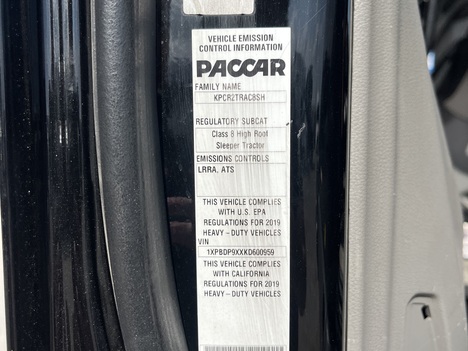 VEHICLE EMISSION
CONTROL INFORMATION
PACCAR
FAMILY NAME
KPCR2TRAC8SH
REGULATORY SUBCAT
Class 8 High Roof
Sleeper Tractor
EMISSIONS CONTROLS
LRRA, ATS
THIS VEHICLE COMPLIES
WITH U.S. EPA
REGULATIONS FOR 2019
HEAVY - DUTY VEHICLES
VIN
1XPBDP9XXKD600959
THIS VEHICLE COMPLIES
WITH CALIFORNIA
REGULATIONS FOR 2019
HEAVY - DUTY VEHICLES